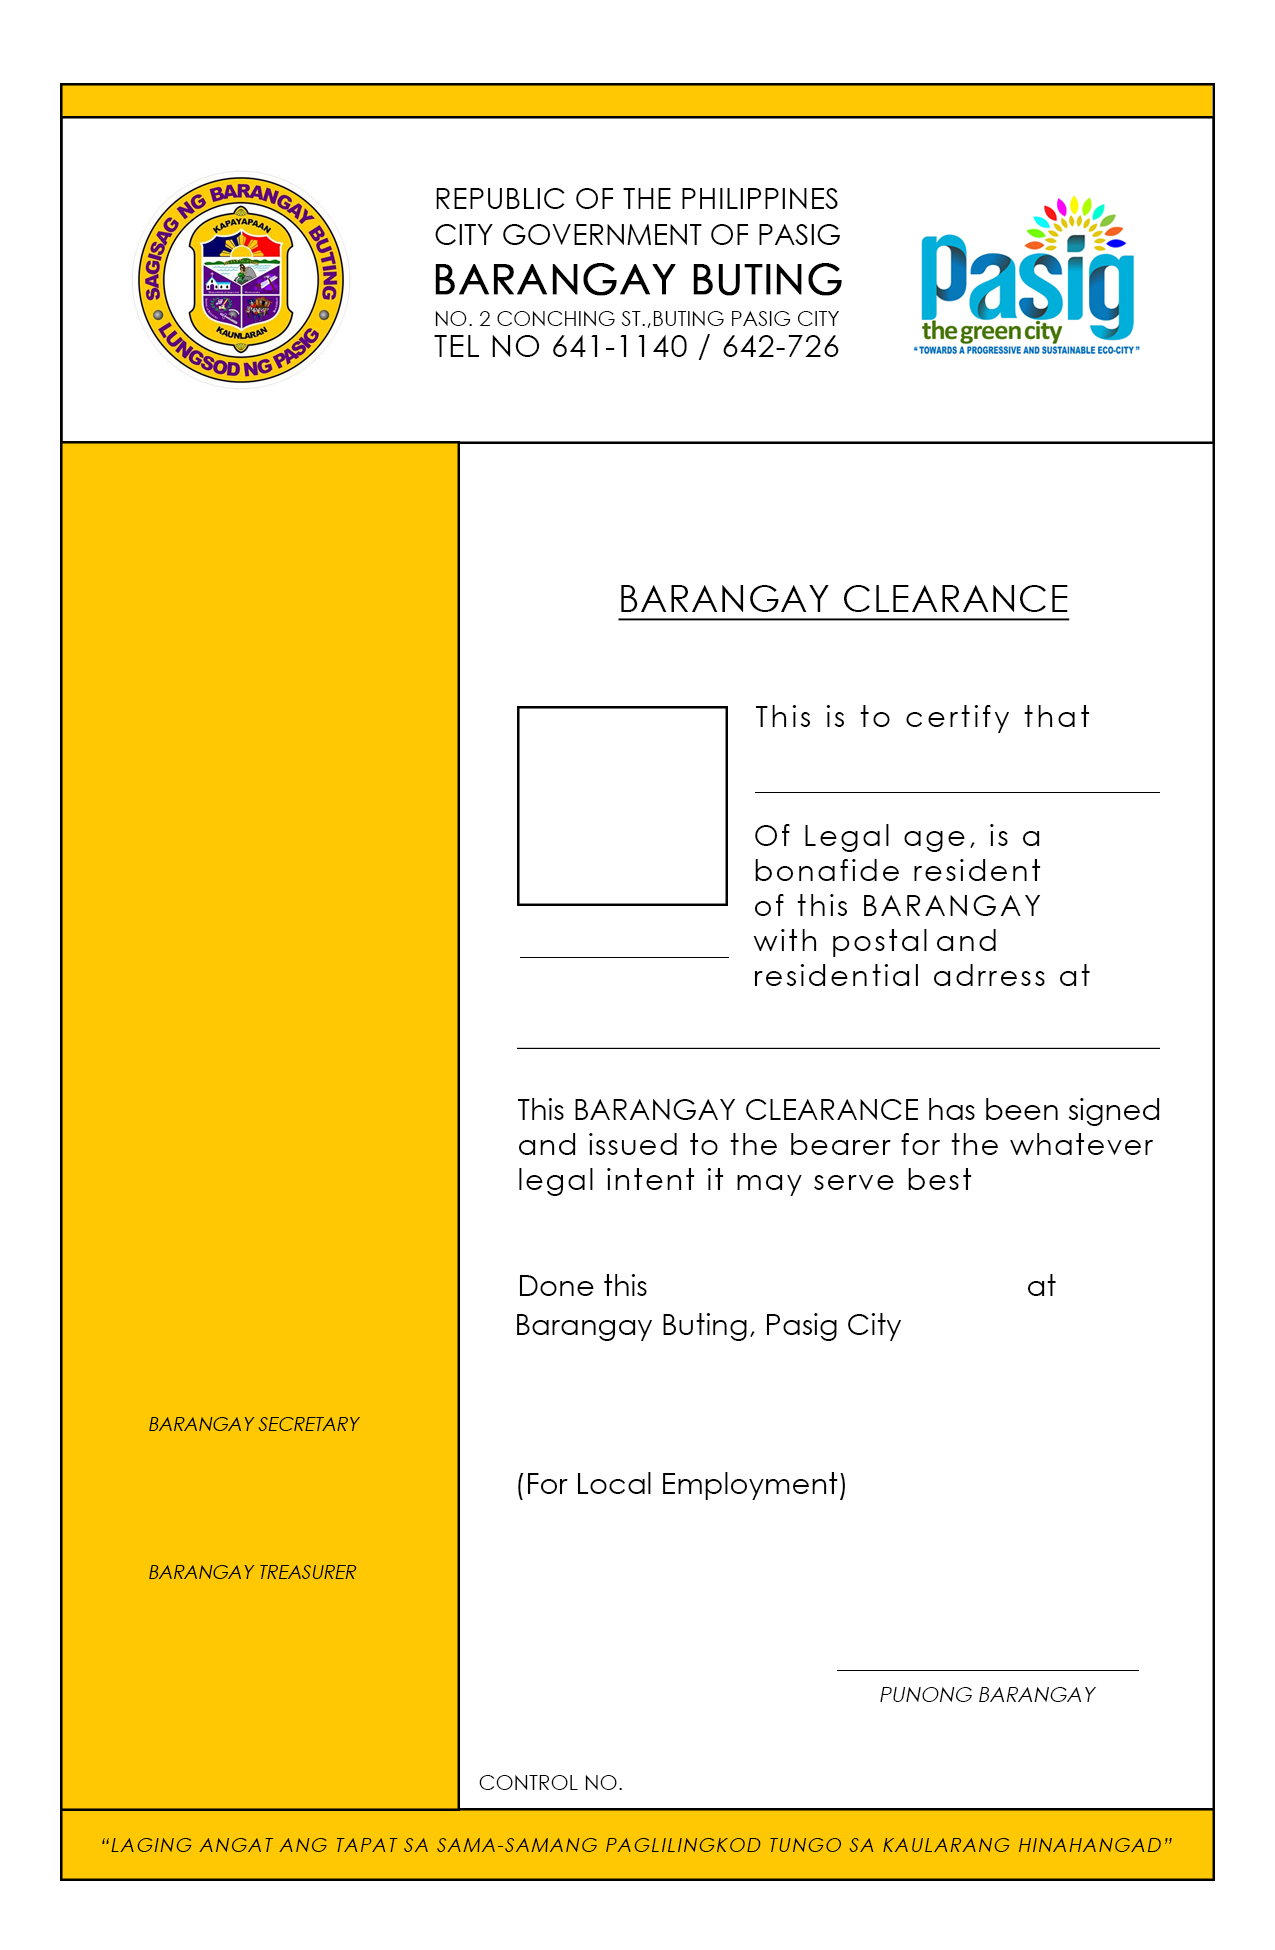 SAGISAG NG BARANGAY BUTING
KAPAYAPAAN
KAUNLARAN
LUNGSOD NG PASIG
REPUBLIC OF THE PHILIPPINES
CITY GOVERNMENT OF PASIG
BARANGAY BUTING
NO. 2 CONCHING ST.,BUTING PASIG CITY
TEL NO 641-1140 / 642-726
Pasig
the green city
"TOWARDS A PROGRESSIVE AND SUSTAINABLE ECO-CITY"
BARANGAY CLEARANCE
This is to certify that
Of Legal age, is a
bonafide resident
of this BARANGAY
with postal and
residential adrress at
This BARANGAY CLEARANCE has been signed
and issued to the bearer for the whatever
legal intent it may serve best
Done this at
Barangay Buting, Pasig City
BARANGAY SECRETARY
(For Local Employment)
BARANGAY TREASURER
PUNONG BARANGAY
CONTROL NO.
“LAGING ANGAT ANG TAPAT SA SAMA-SAMANG PAGLILINGKOD TUNGO SA KAULARANG HINAHANGAD”